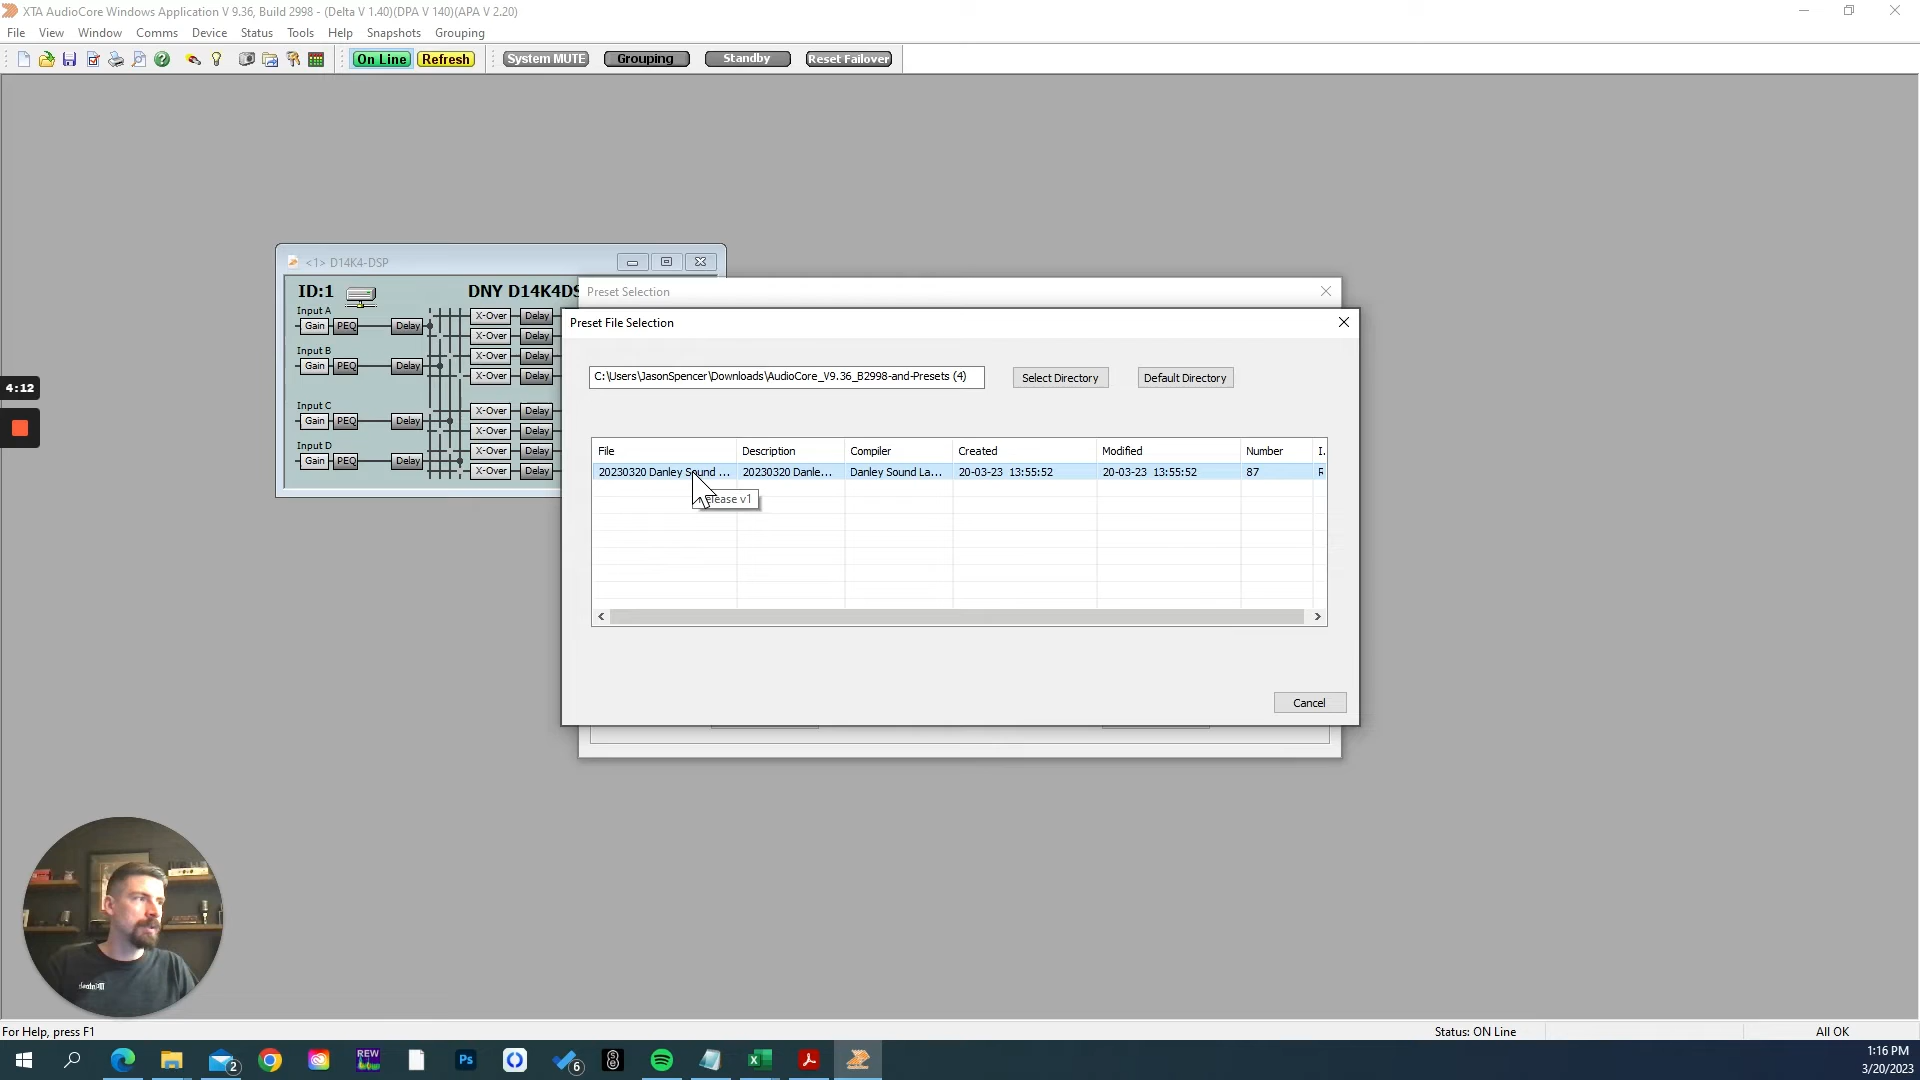 XTA AudioCore Windows Application V 9.36, Build 2998 - (Delta V 1.40)(DPA V 140)(APA V 2.20)
File View Window Comms Device Status Tools Help Snapshots Grouping
On Line Refresh System MUTE Grouping Standby Reset Failover
<1> D14K4-DSP
ID:1 DNY D14K4DS
Input A
Gain PEQ Delay
Input B
Gain PEQ Delay
Input C
Gain PEQ Delay
Input D
Gain PEQ Delay
X-Over Delay
X-Over Delay
X-Over Delay
X-Over Delay
X-Over Delay
X-Over Delay
X-Over Delay
X-Over Delay
Preset Selection
Preset File Selection
C:\Users\JasonSpencer\Downloads\AudioCore_V9.36_B2998-and-Presets (4)
Select Directory Default Directory
File Description Compiler Created Modified Number I.
20230320 Danley Sound ... 20230320 Danle... Danley Sound La... 20-03-23 13:55:52 20-03-23 13:55:52 87 R
elease v1
Cancel
4:12
For Help, press F1 Status: ON Line All OK
2
REW
Ps
6
1:16 PM
3/20/2023